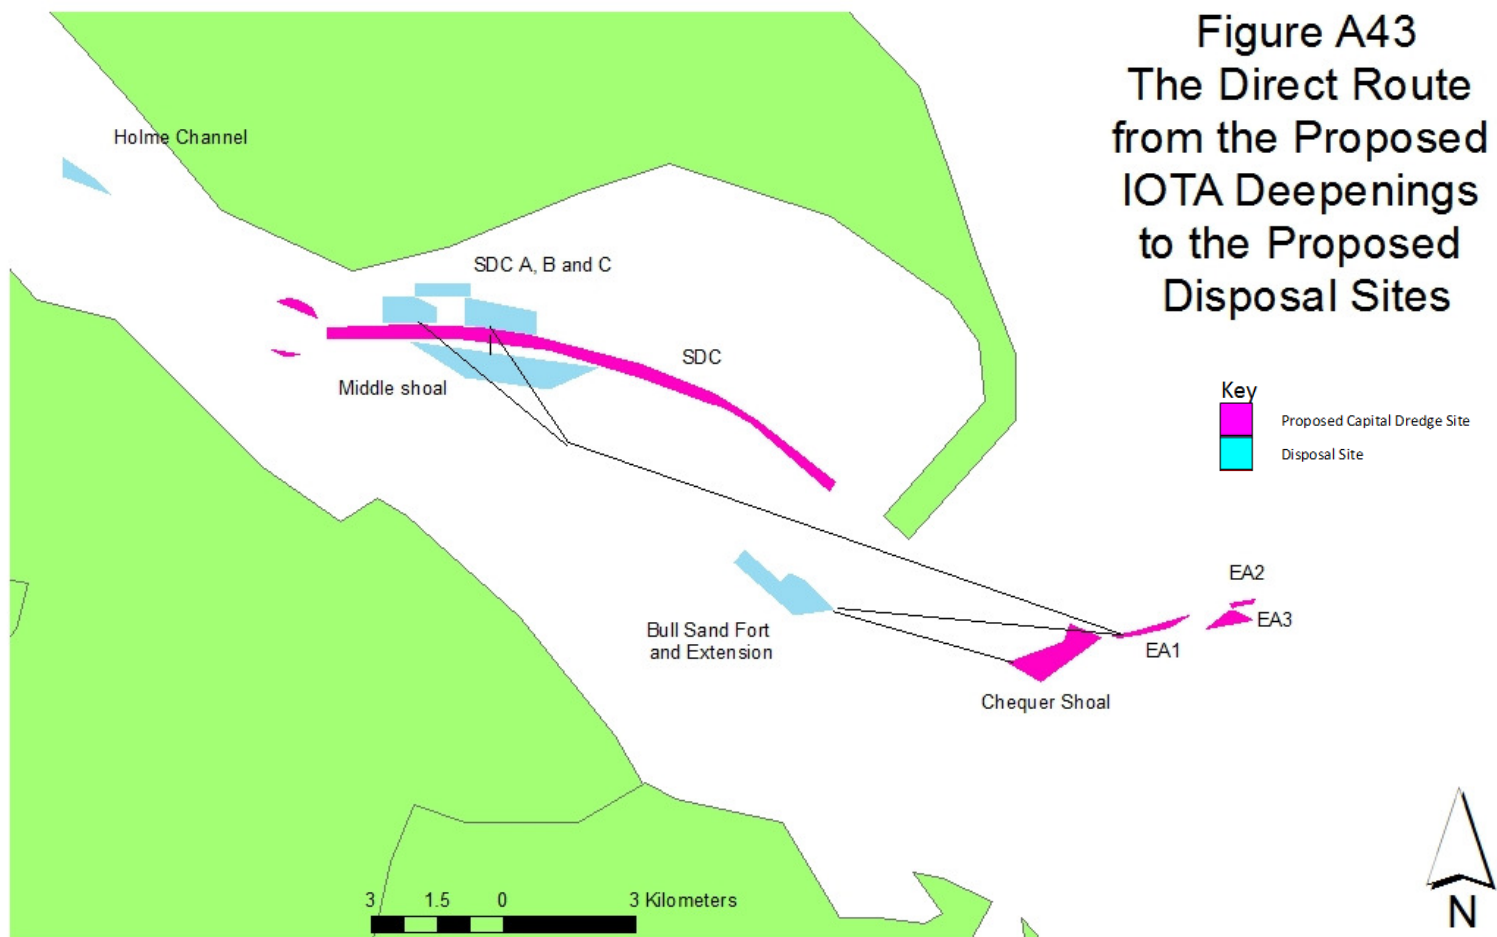 Figure A43
The Direct Route
from the Proposed
IOTA Deepenings
to the Proposed
Disposal Sites
Holme Channel
SDC A, B and C
SDC
Middle shoal
Key
Proposed Capital Dredge Site
Disposal Site
EA2
EA3
EA1
Bull Sand Fort
and Extension
Chequer Shoal
3 1.5 0 3 Kilometers
N